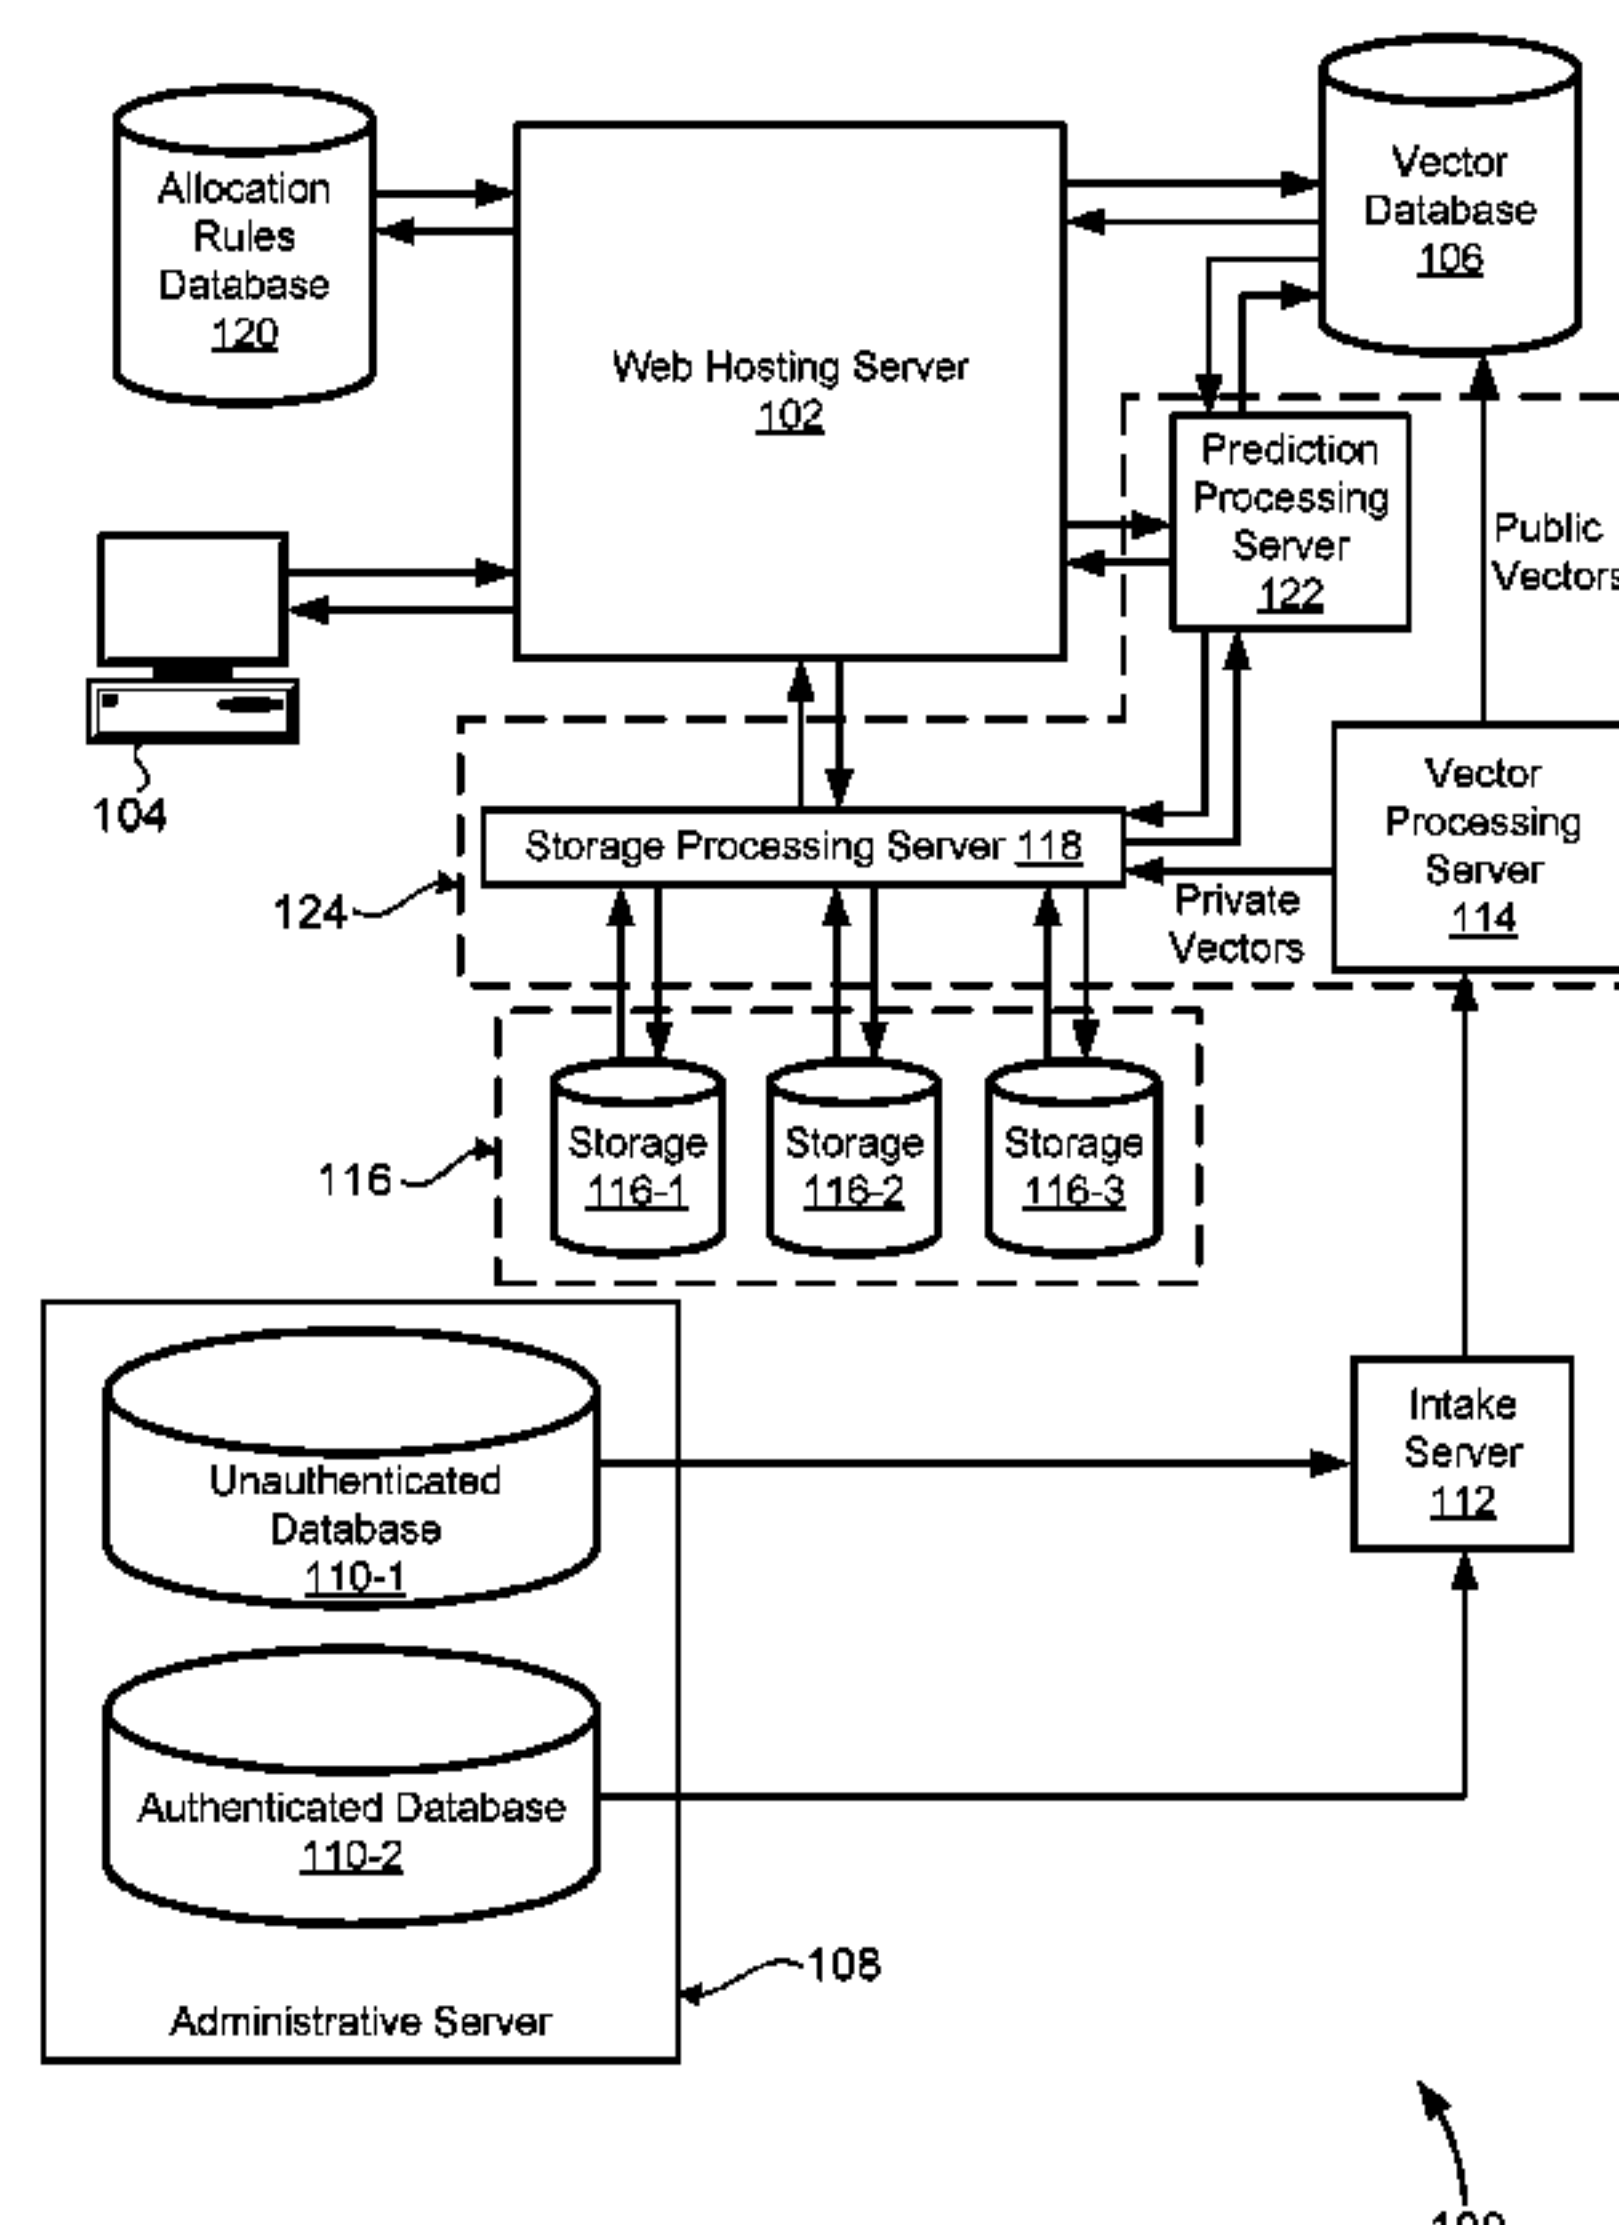 Allocation
Rules
Database
120
Web Hosting Server
102
Vector
Database
106
Prediction
Processing
Server
122
Public
Vectors
104
Storage Processing Server 118
Vector
Processing
Server
114
124
Private
Vectors
116
Storage
116-1
Storage
116-2
Storage
116-3
Unauthenticated
Database
110-1
Intake
Server
112
Authenticated Database
110-2
108
Administrative Server